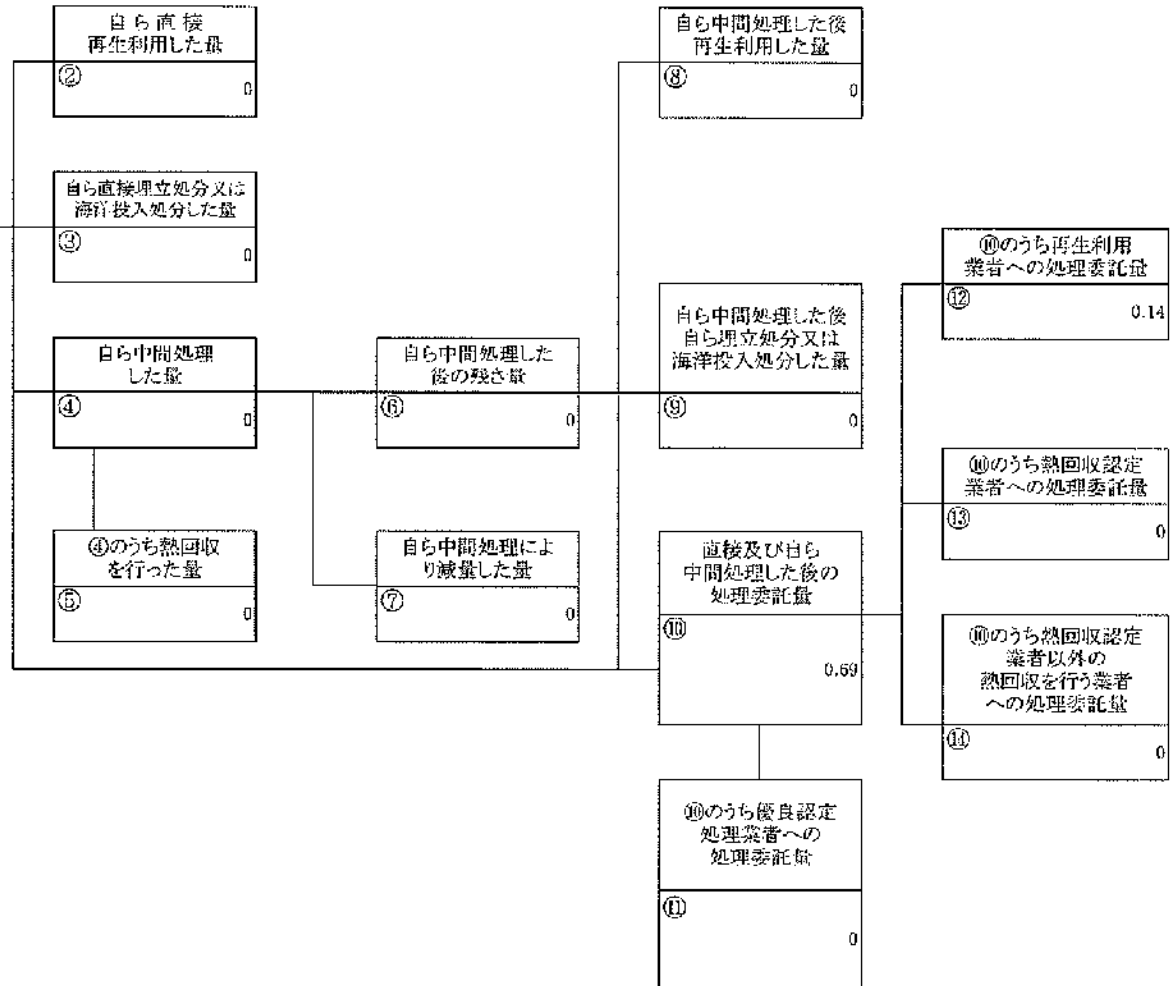 自ら直接
再生利用した量
②
0
自ら直接埋立処分又は
海洋投入処分した量
③
0
自ら中間処理
した量
④
0
④のうち熱回収
を行った量
⑤
0
自ら中間処理した
後の残さ量
⑥
0
自ら中間処理によ
り減量した量
⑦
0
自ら中間処理した後
再生利用した量
⑧
0
自ら中間処理した後
自ら埋立処分又は
海洋投入処分した量
⑨
0
直接及び自ら
中間処理した後の
処理委託量
⑩
0.69
⑩のうち優良認定
処理業者への
処理委託量
⑪
0
⑩のうち再生利用
業者への処理委託量
⑫
0.14
⑩のうち熱回収認定
業者への処理委託量
⑬
0
⑩のうち熱回収認定
業者以外の
熱回収を行う業者
への処理委託量
⑭
0